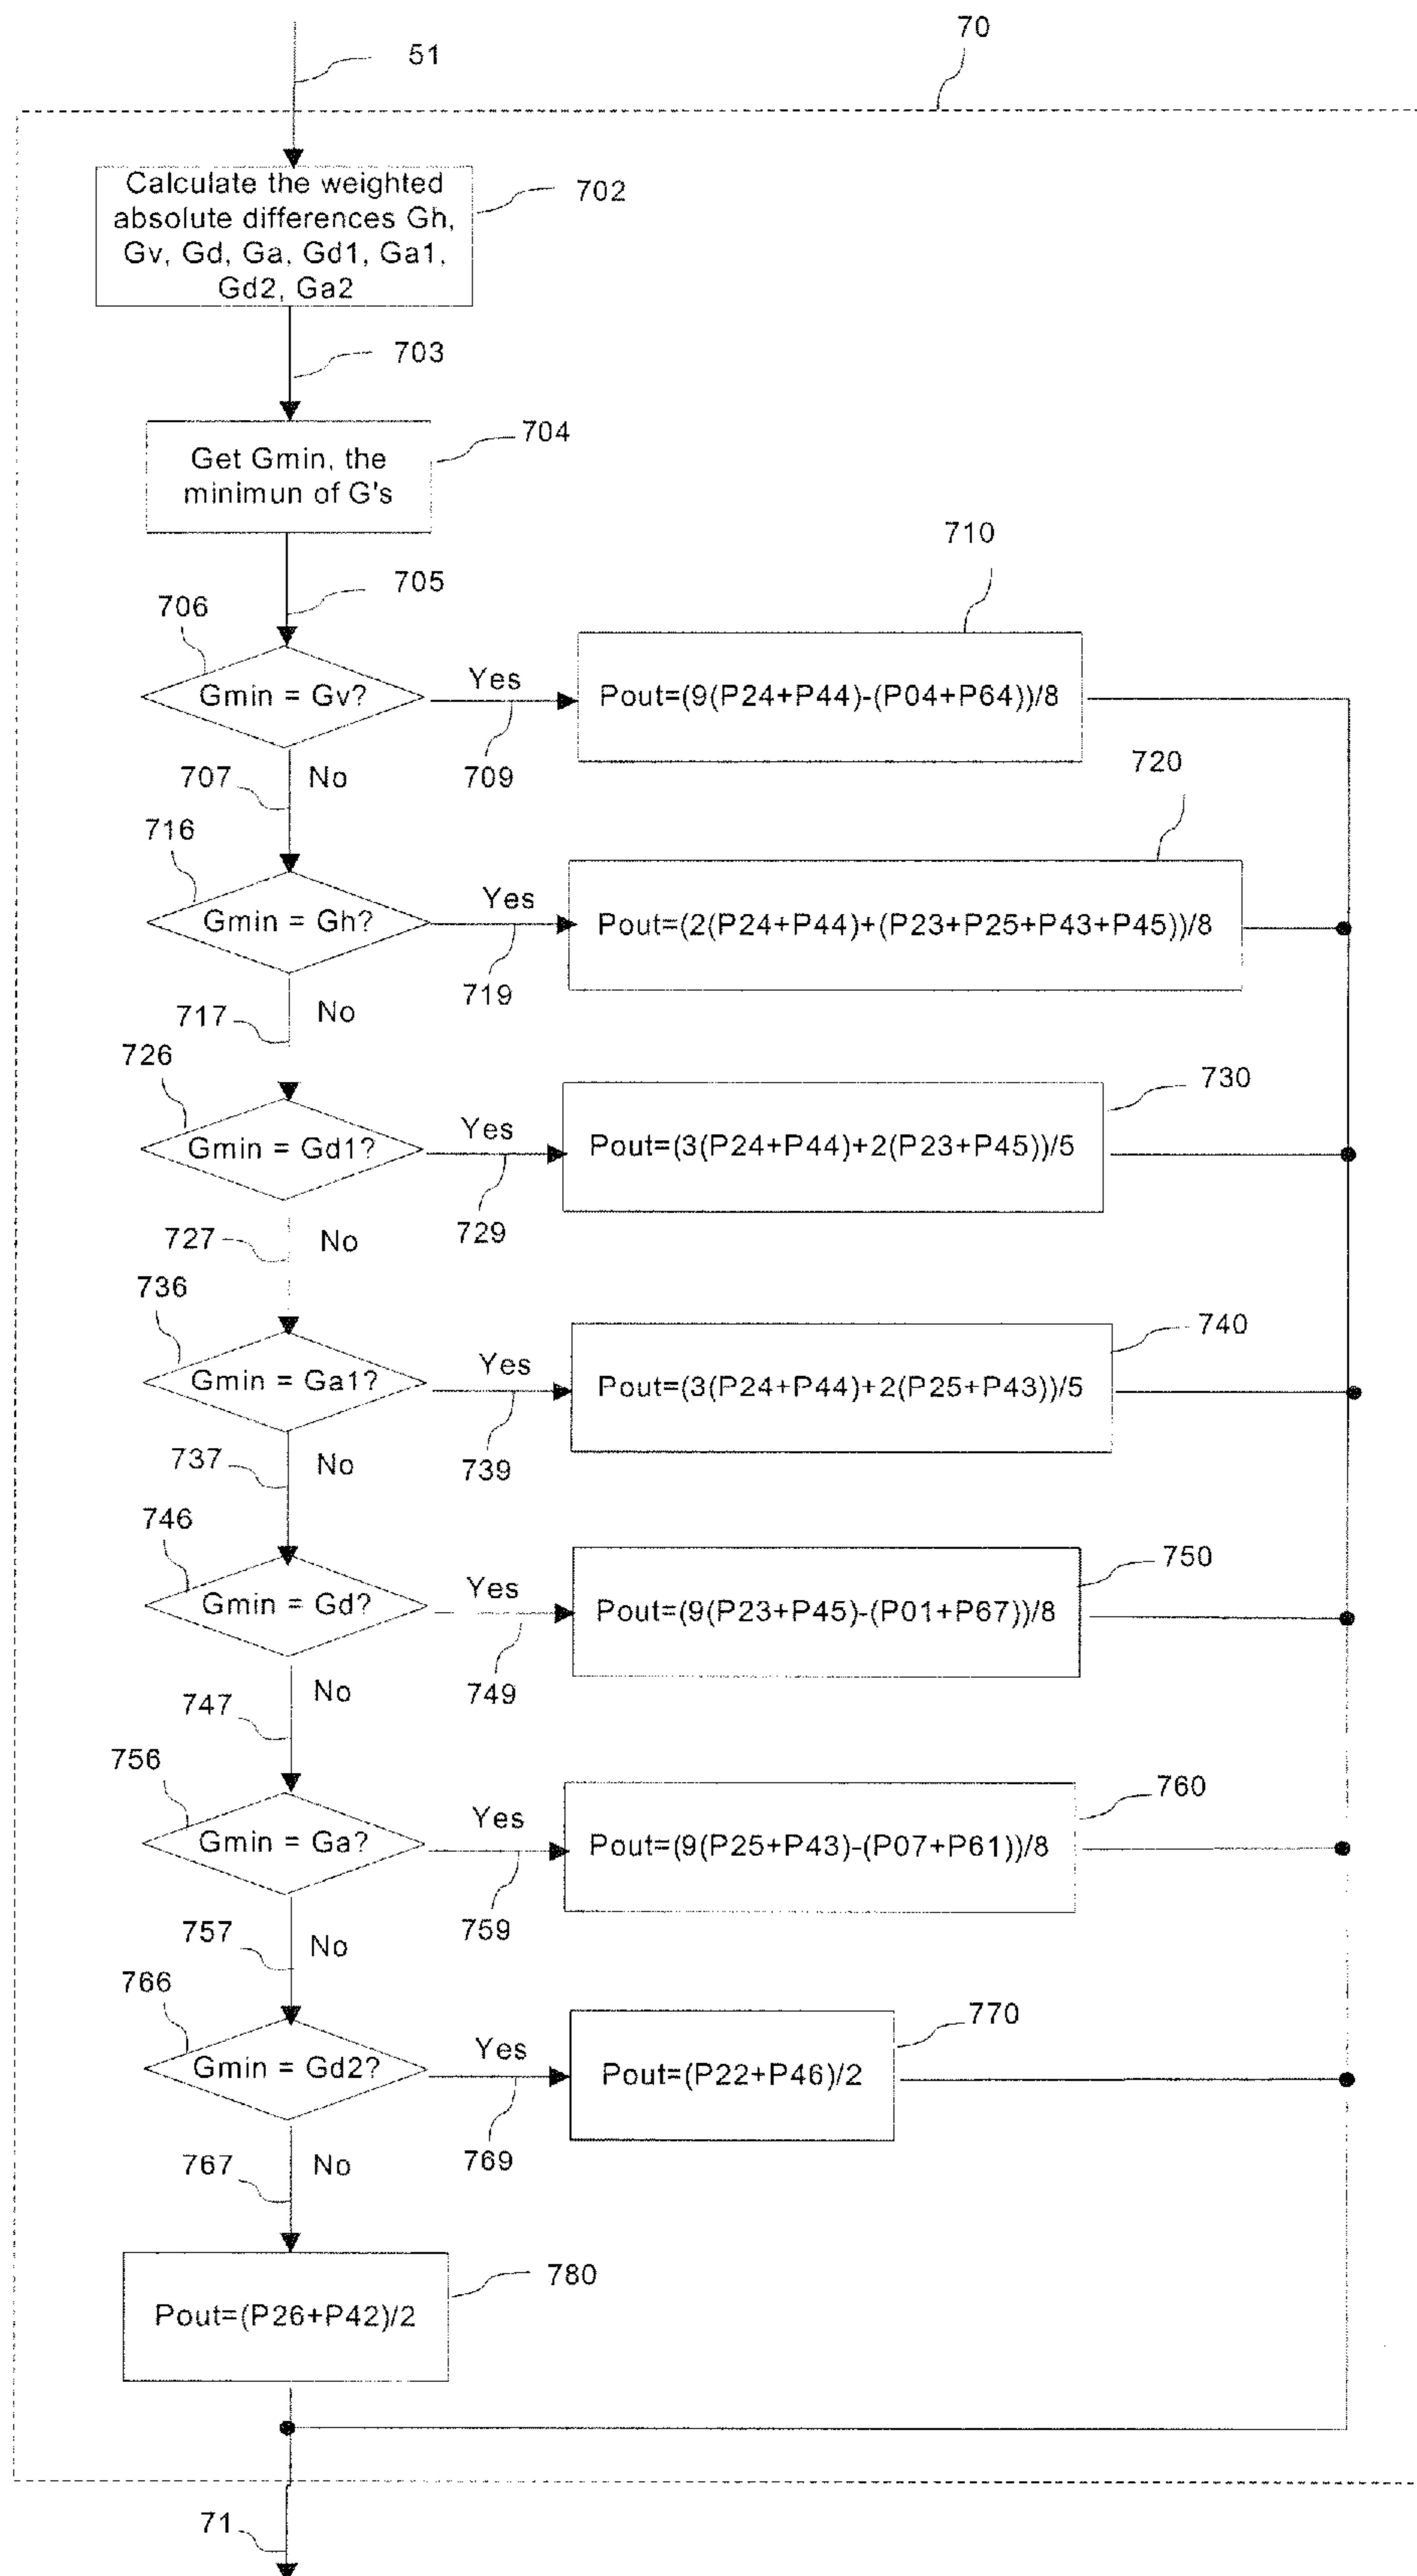 70
51
Calculate the weighted
absolute differences Gh,
Gv, Gd, Ga, Gd1, Ga1,
Gd2, Ga2
702
703
Get Gmin, the
minimun of G's
704
705
706
Gmin = Gv?
Yes
709
710
Pout=(9(P24+P44)-(P04+P64))/8
707
No
716
Gmin = Gh?
Yes
719
720
Pout=(2(P24+P44)+(P23+P25+P43+P45))/8
717
No
726
Gmin = Gd1?
Yes
729
730
Pout=(3(P24+P44)+2(P23+P45))/5
727
No
736
Gmin = Ga1?
Yes
739
740
Pout=(3(P24+P44)+2(P25+P43))/5
737
No
746
Gmin = Gd?
Yes
749
750
Pout=(9(P23+P45)-(P01+P67))/8
747
No
756
Gmin = Ga?
Yes
759
760
Pout=(9(P25+P43)-(P07+P61))/8
757
No
766
Gmin = Gd2?
Yes
769
770
Pout=(P22+P46)/2
767
No
780
Pout=(P26+P42)/2
71